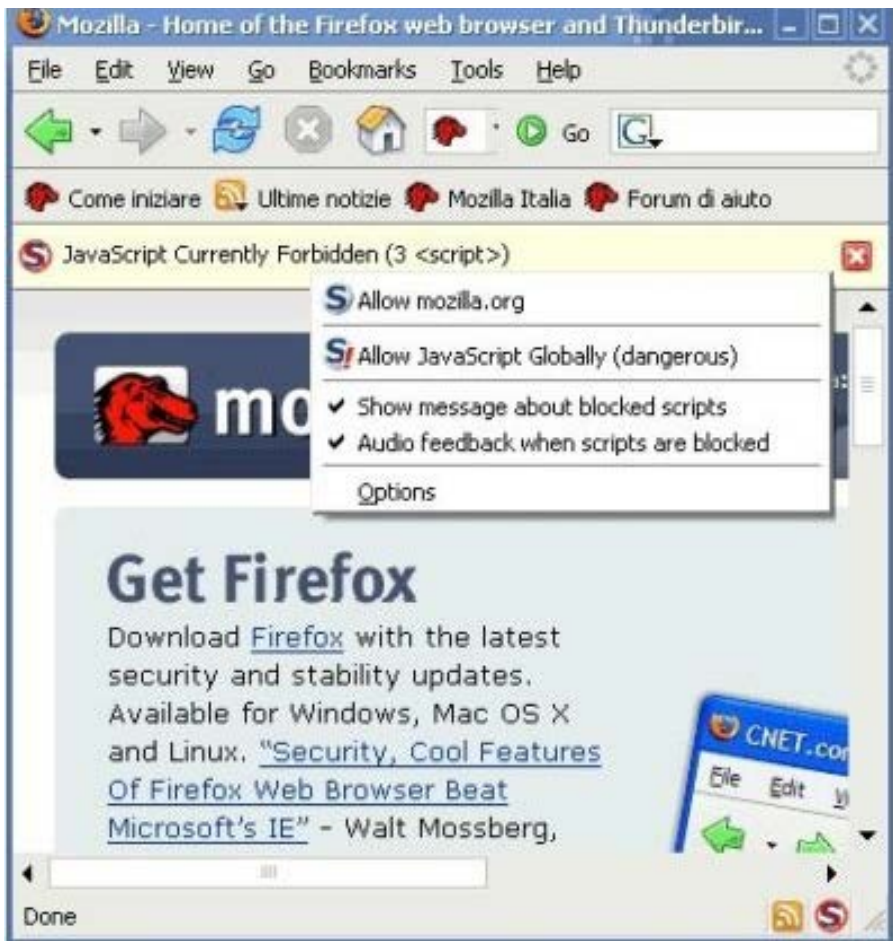 Mozilla - Home of the Firefox web browser and Thunderbir...
File Edit View Go Bookmarks Tools Help
Go G
Come iniziare Ultime notizie Mozilla Italia Forum di aiuto
JavaScript Currently Forbidden (3 <script>)
Allow mozilla.org
Allow JavaScript Globally (dangerous)
Show message about blocked scripts
Audio feedback when scripts are blocked
Options
mo
Get Firefox
Download Firefox with the latest
security and stability updates.
Available for Windows, Mac OS X
and Linux. "Security, Cool Features
Of Firefox Web Browser Beat
Microsoft's IE" - Walt Mossberg,
CNET.co
File Edit
Done